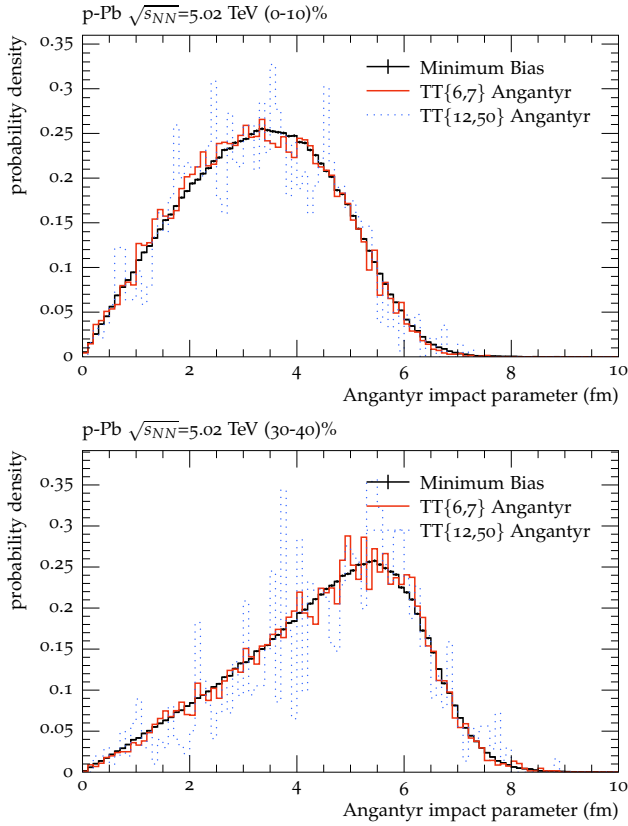 p-Pb √s_NN=5.02 TeV (0-10)%
probability density
0.35
0.3
0.25
0.2
0.15
0.1
0.05
0
Minimum Bias
TT{6,7} Angantyr
TT{12,50} Angantyr
0 2 4 6 8 10
Angantyr impact parameter (fm)
p-Pb √s_NN=5.02 TeV (30-40)%
probability density
0.35
0.3
0.25
0.2
0.15
0.1
0.05
0
Minimum Bias
TT{6,7} Angantyr
TT{12,50} Angantyr
0 2 4 6 8 10
Angantyr impact parameter (fm)